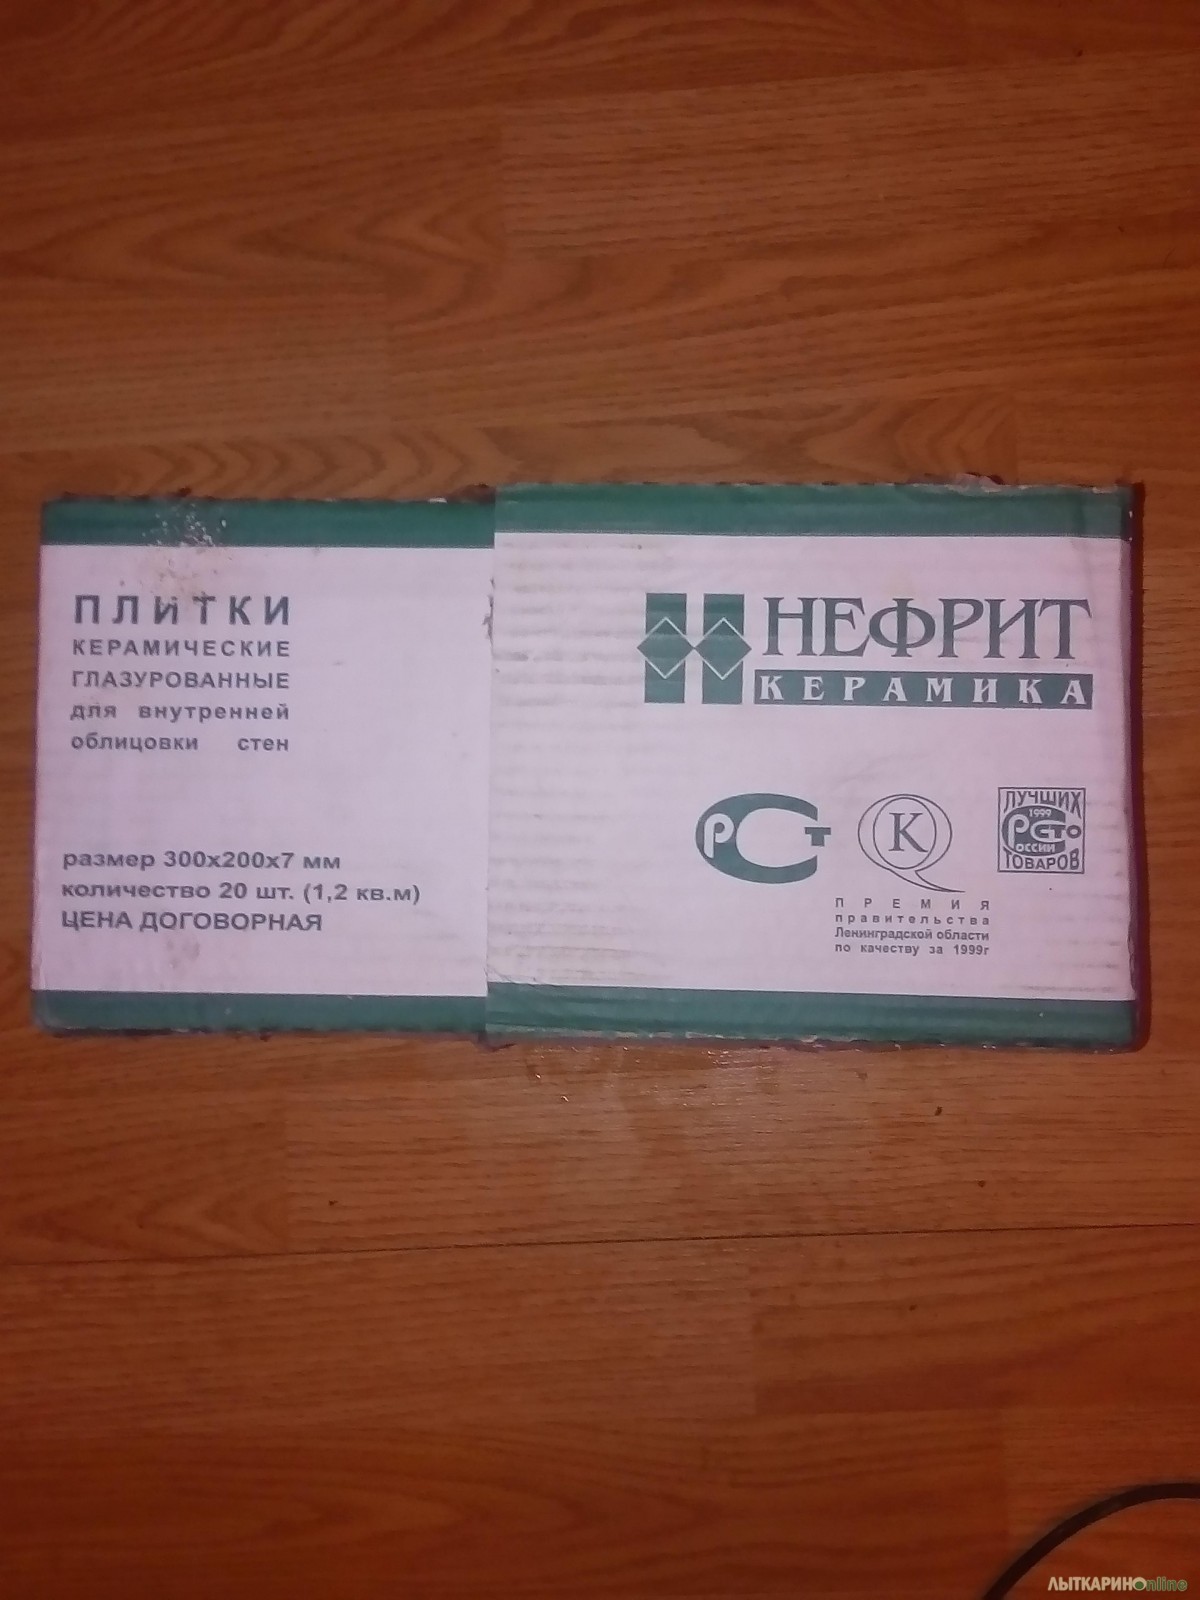 ПЛИТКИ
КЕРАМИЧЕСКИЕ
ГЛАЗУРОВАННЫЕ
для внутренней
облицовки стен
размер 300х200х7 мм
количество 20 шт. (1,2 кв.м)
ЦЕНА ДОГОВОРНАЯ
НЕФРИТ
КЕРАМИКА
РСТ
К
ПРЕМИЯ
правительства
Ленинградской области
по качеству за 1999г
ЛУЧШИХ
1999
СТО
РОССИИ
ТОВАРОВ
ЛЫТКАРИНОonline